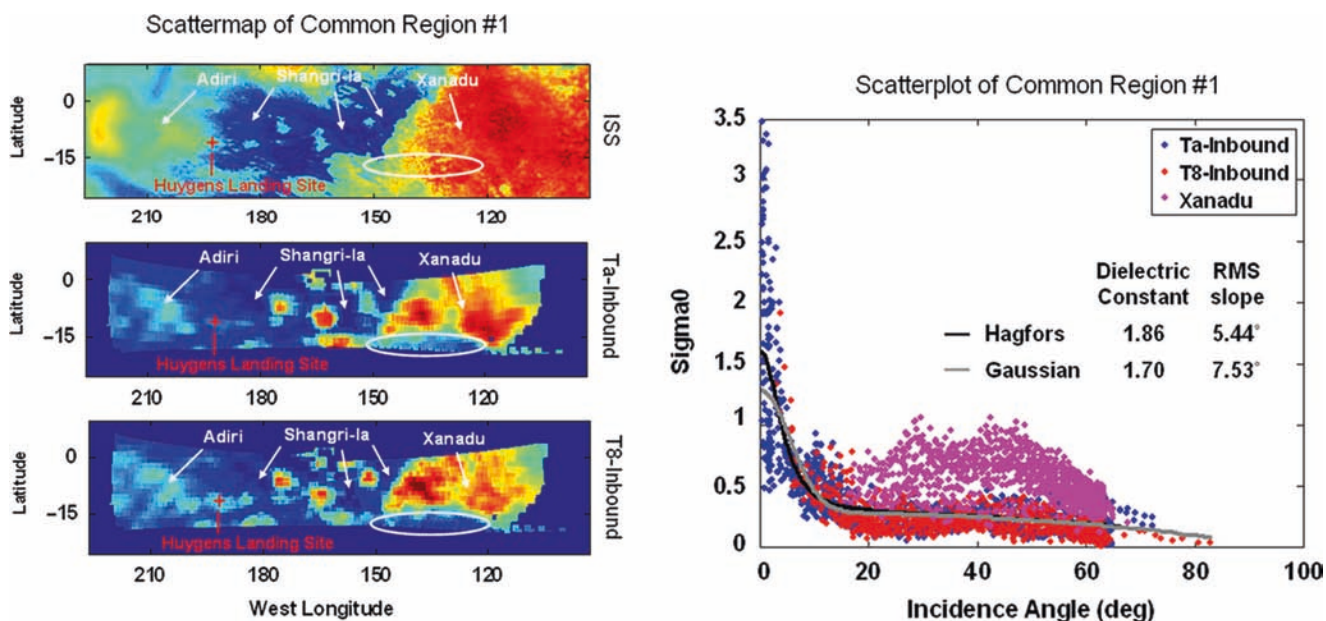 Scattermap of Common Region #1
Adiri Shangri-la Xanadu
Latitude
0
-15
ISS
Huygens Landing Site
210 180 150 120
Adiri Shangri-la Xanadu
Latitude
0
-15
Ta-Inbound
Huygens Landing Site
210 180 150 120
Adiri Shangri-la Xanadu
Latitude
0
-15
T8-Inbound
Huygens Landing Site
210 180 150 120
West Longitude
Scatterplot of Common Region #1
3.5
3
2.5
2
1.5
1
0.5
0
Sigma0
Ta-Inbound
T8-Inbound
Xanadu
Dielectric RMS
Constant slope
Hagfors 1.86 5.44°
Gaussian 1.70 7.53°
0 20 40 60 80 100
Incidence Angle (deg)